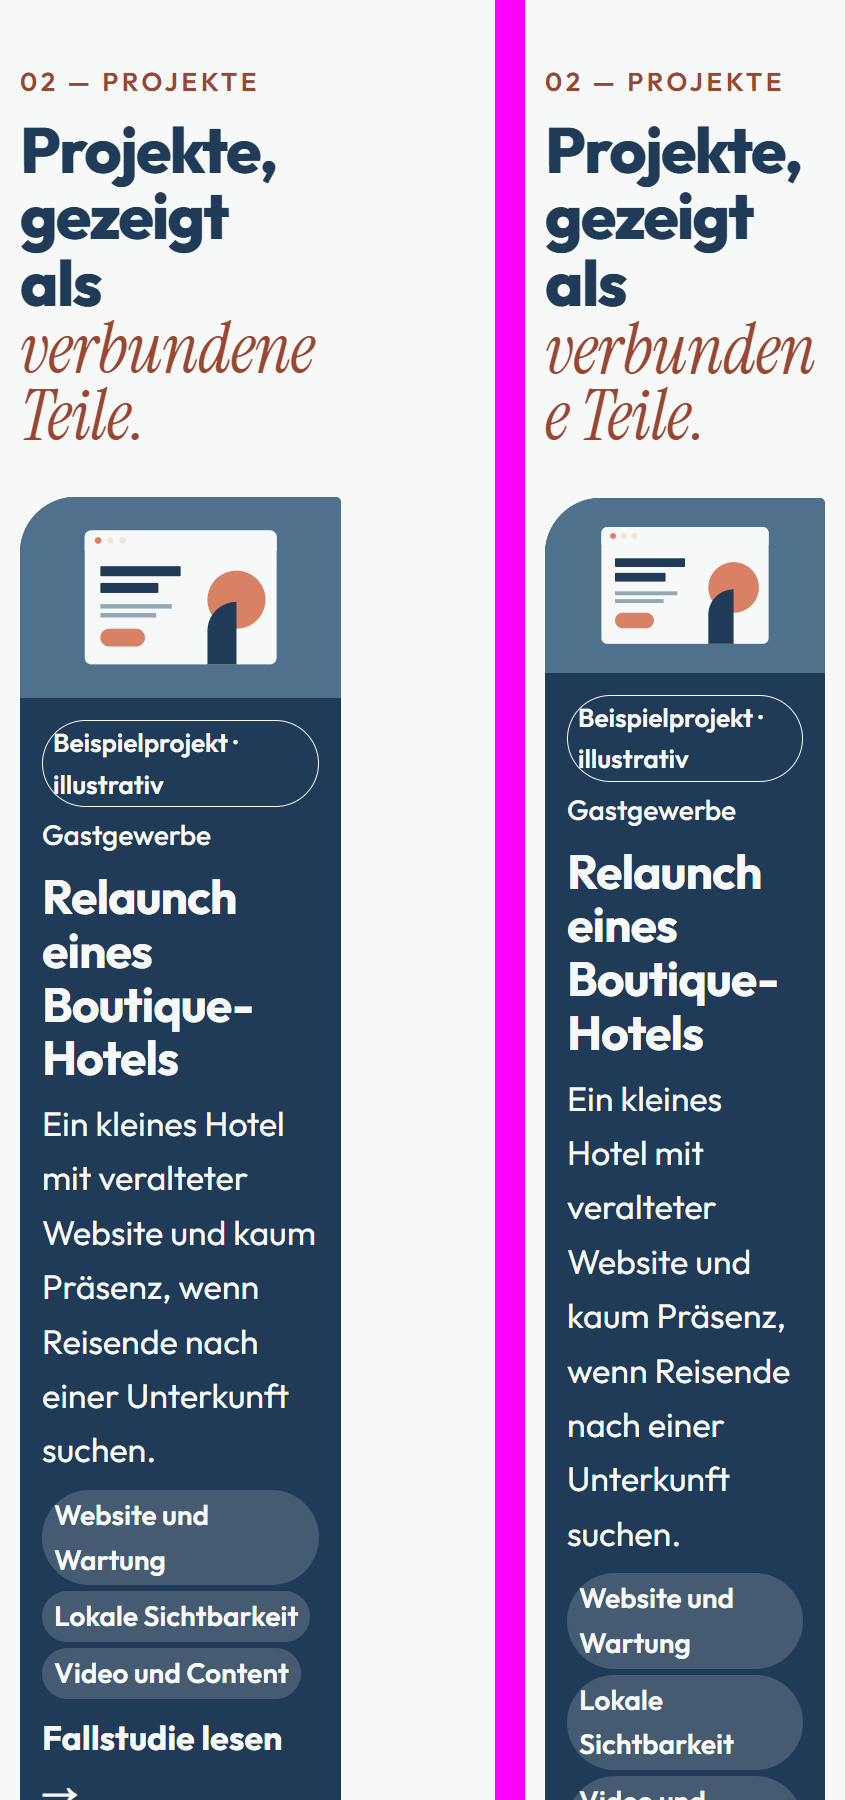 02 — PROJEKTE
Projekte,
gezeigt
als
verbundene
Teile.
Beispielprojekt ·
illustrativ
Gastgewerbe
Relaunch
eines
Boutique-
Hotels
Ein kleines Hotel
mit veralteter
Website und kaum
Präsenz, wenn
Reisende nach
einer Unterkunft
suchen.
Website und
Wartung
Lokale Sichtbarkeit
Video und Content
Fallstudie lesen
→
02 — PROJEKTE
Projekte,
gezeigt
als
verbunden
e Teile.
Beispielprojekt ·
illustrativ
Gastgewerbe
Relaunch
eines
Boutique-
Hotels
Ein kleines
Hotel mit
veralteter
Website und
kaum Präsenz,
wenn Reisende
nach einer
Unterkunft
suchen.
Website und
Wartung
Lokale
Sichtbarkeit
Video und